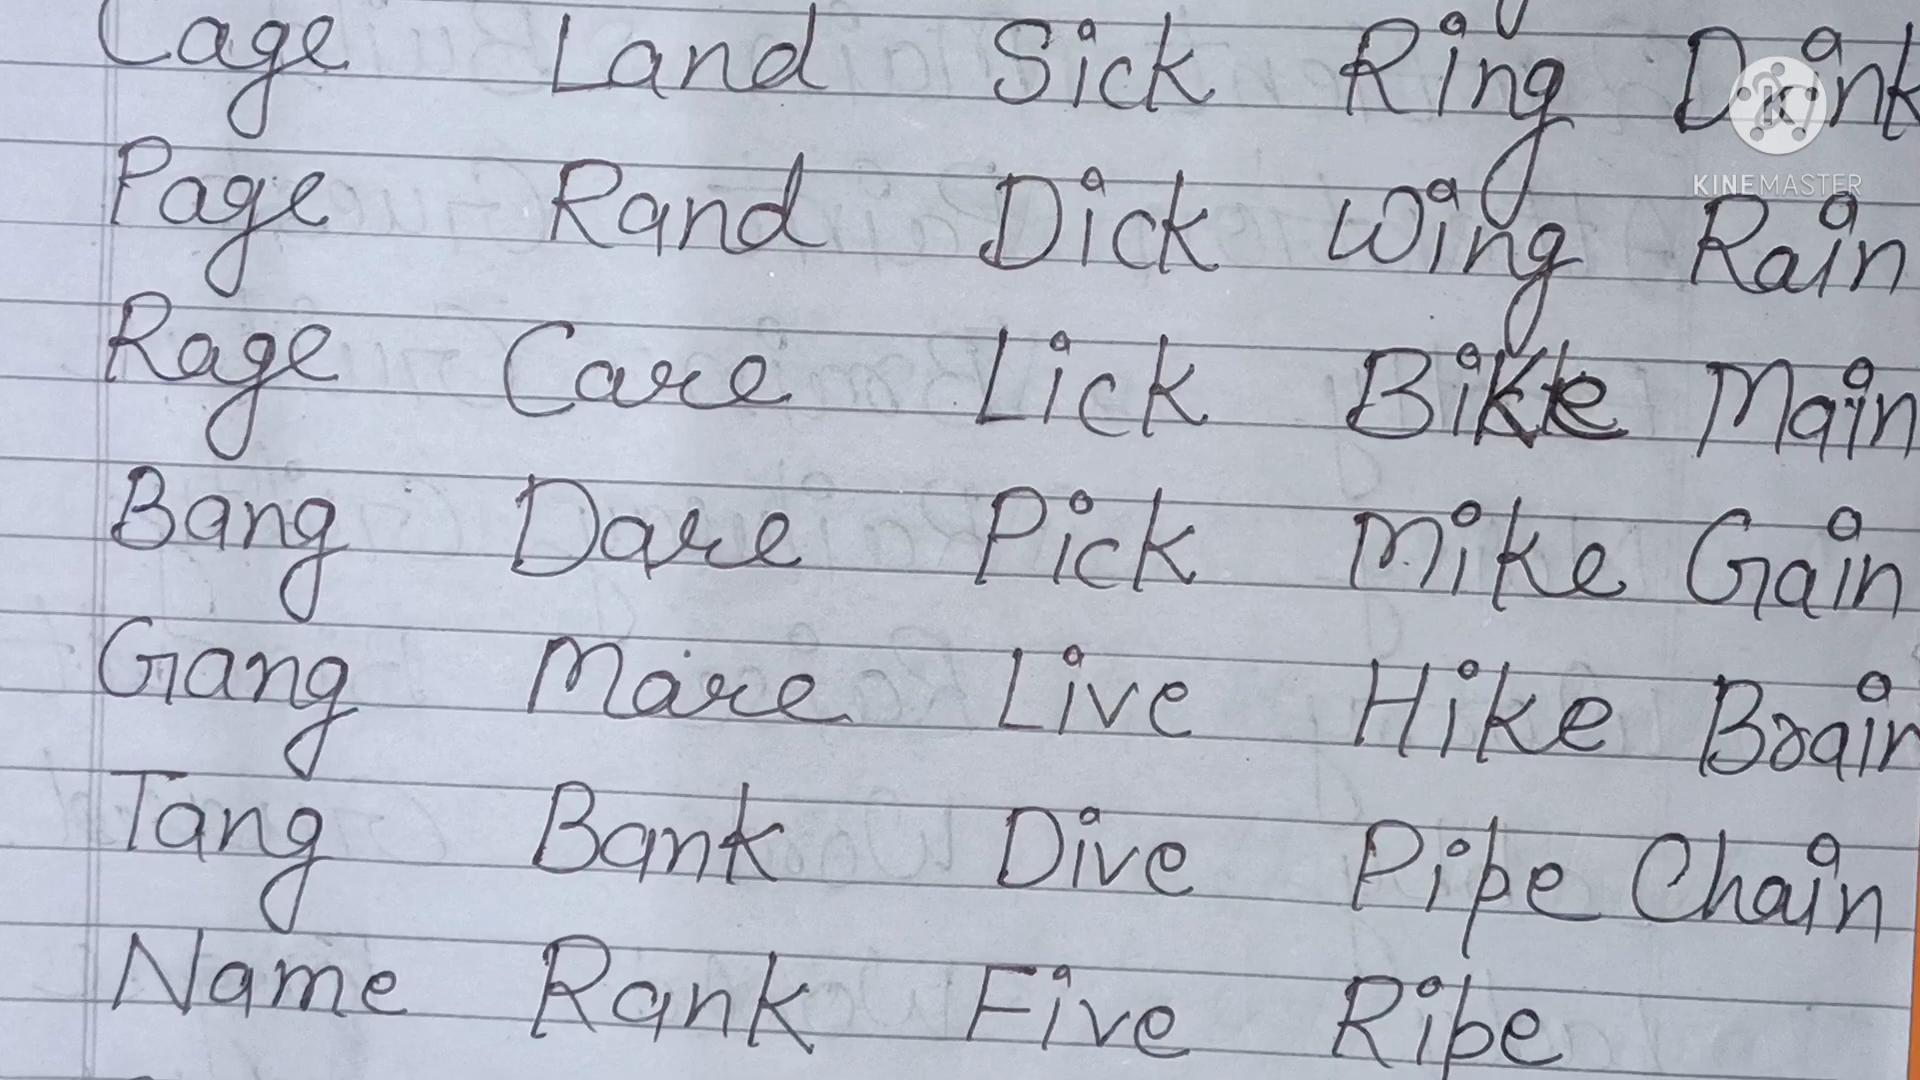 Cage Land Sick Ring
KINEMASTER
Page Rand Dick Wing Rain
Rage Care Lick Bike Main
Bang Dare Pick Mike Gain
Gang Mare Live Hike Brain
Tang Bank Dive Pipe Chain
Name Rank Five Ripe